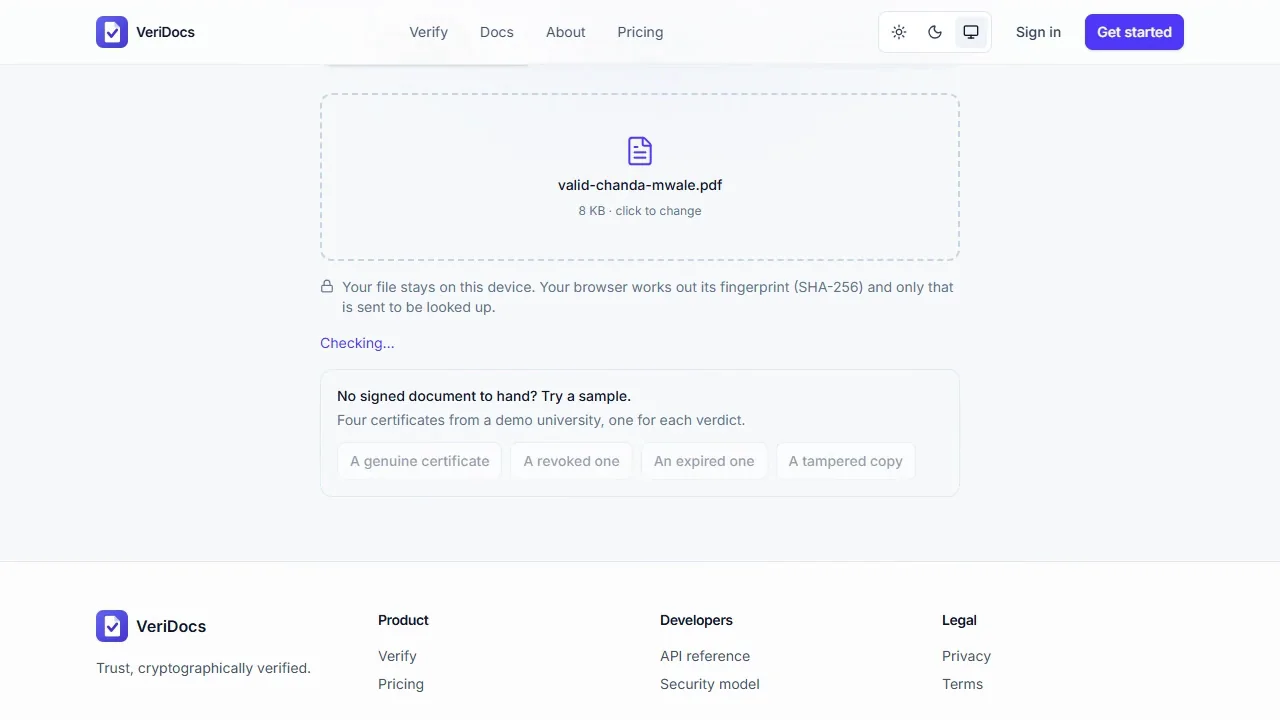 VeriDocs
Verify
Docs
About
Pricing
Sign in
Get started
valid-chanda-mwale.pdf
8 KB · click to change
Your file stays on this device. Your browser works out its fingerprint (SHA-256) and only that
is sent to be looked up.
Checking...
No signed document to hand? Try a sample.
Four certificates from a demo university, one for each verdict.
A genuine certificate
A revoked one
An expired one
A tampered copy
VeriDocs
Trust, cryptographically verified.
Product
Verify
Pricing
Developers
API reference
Security model
Legal
Privacy
Terms